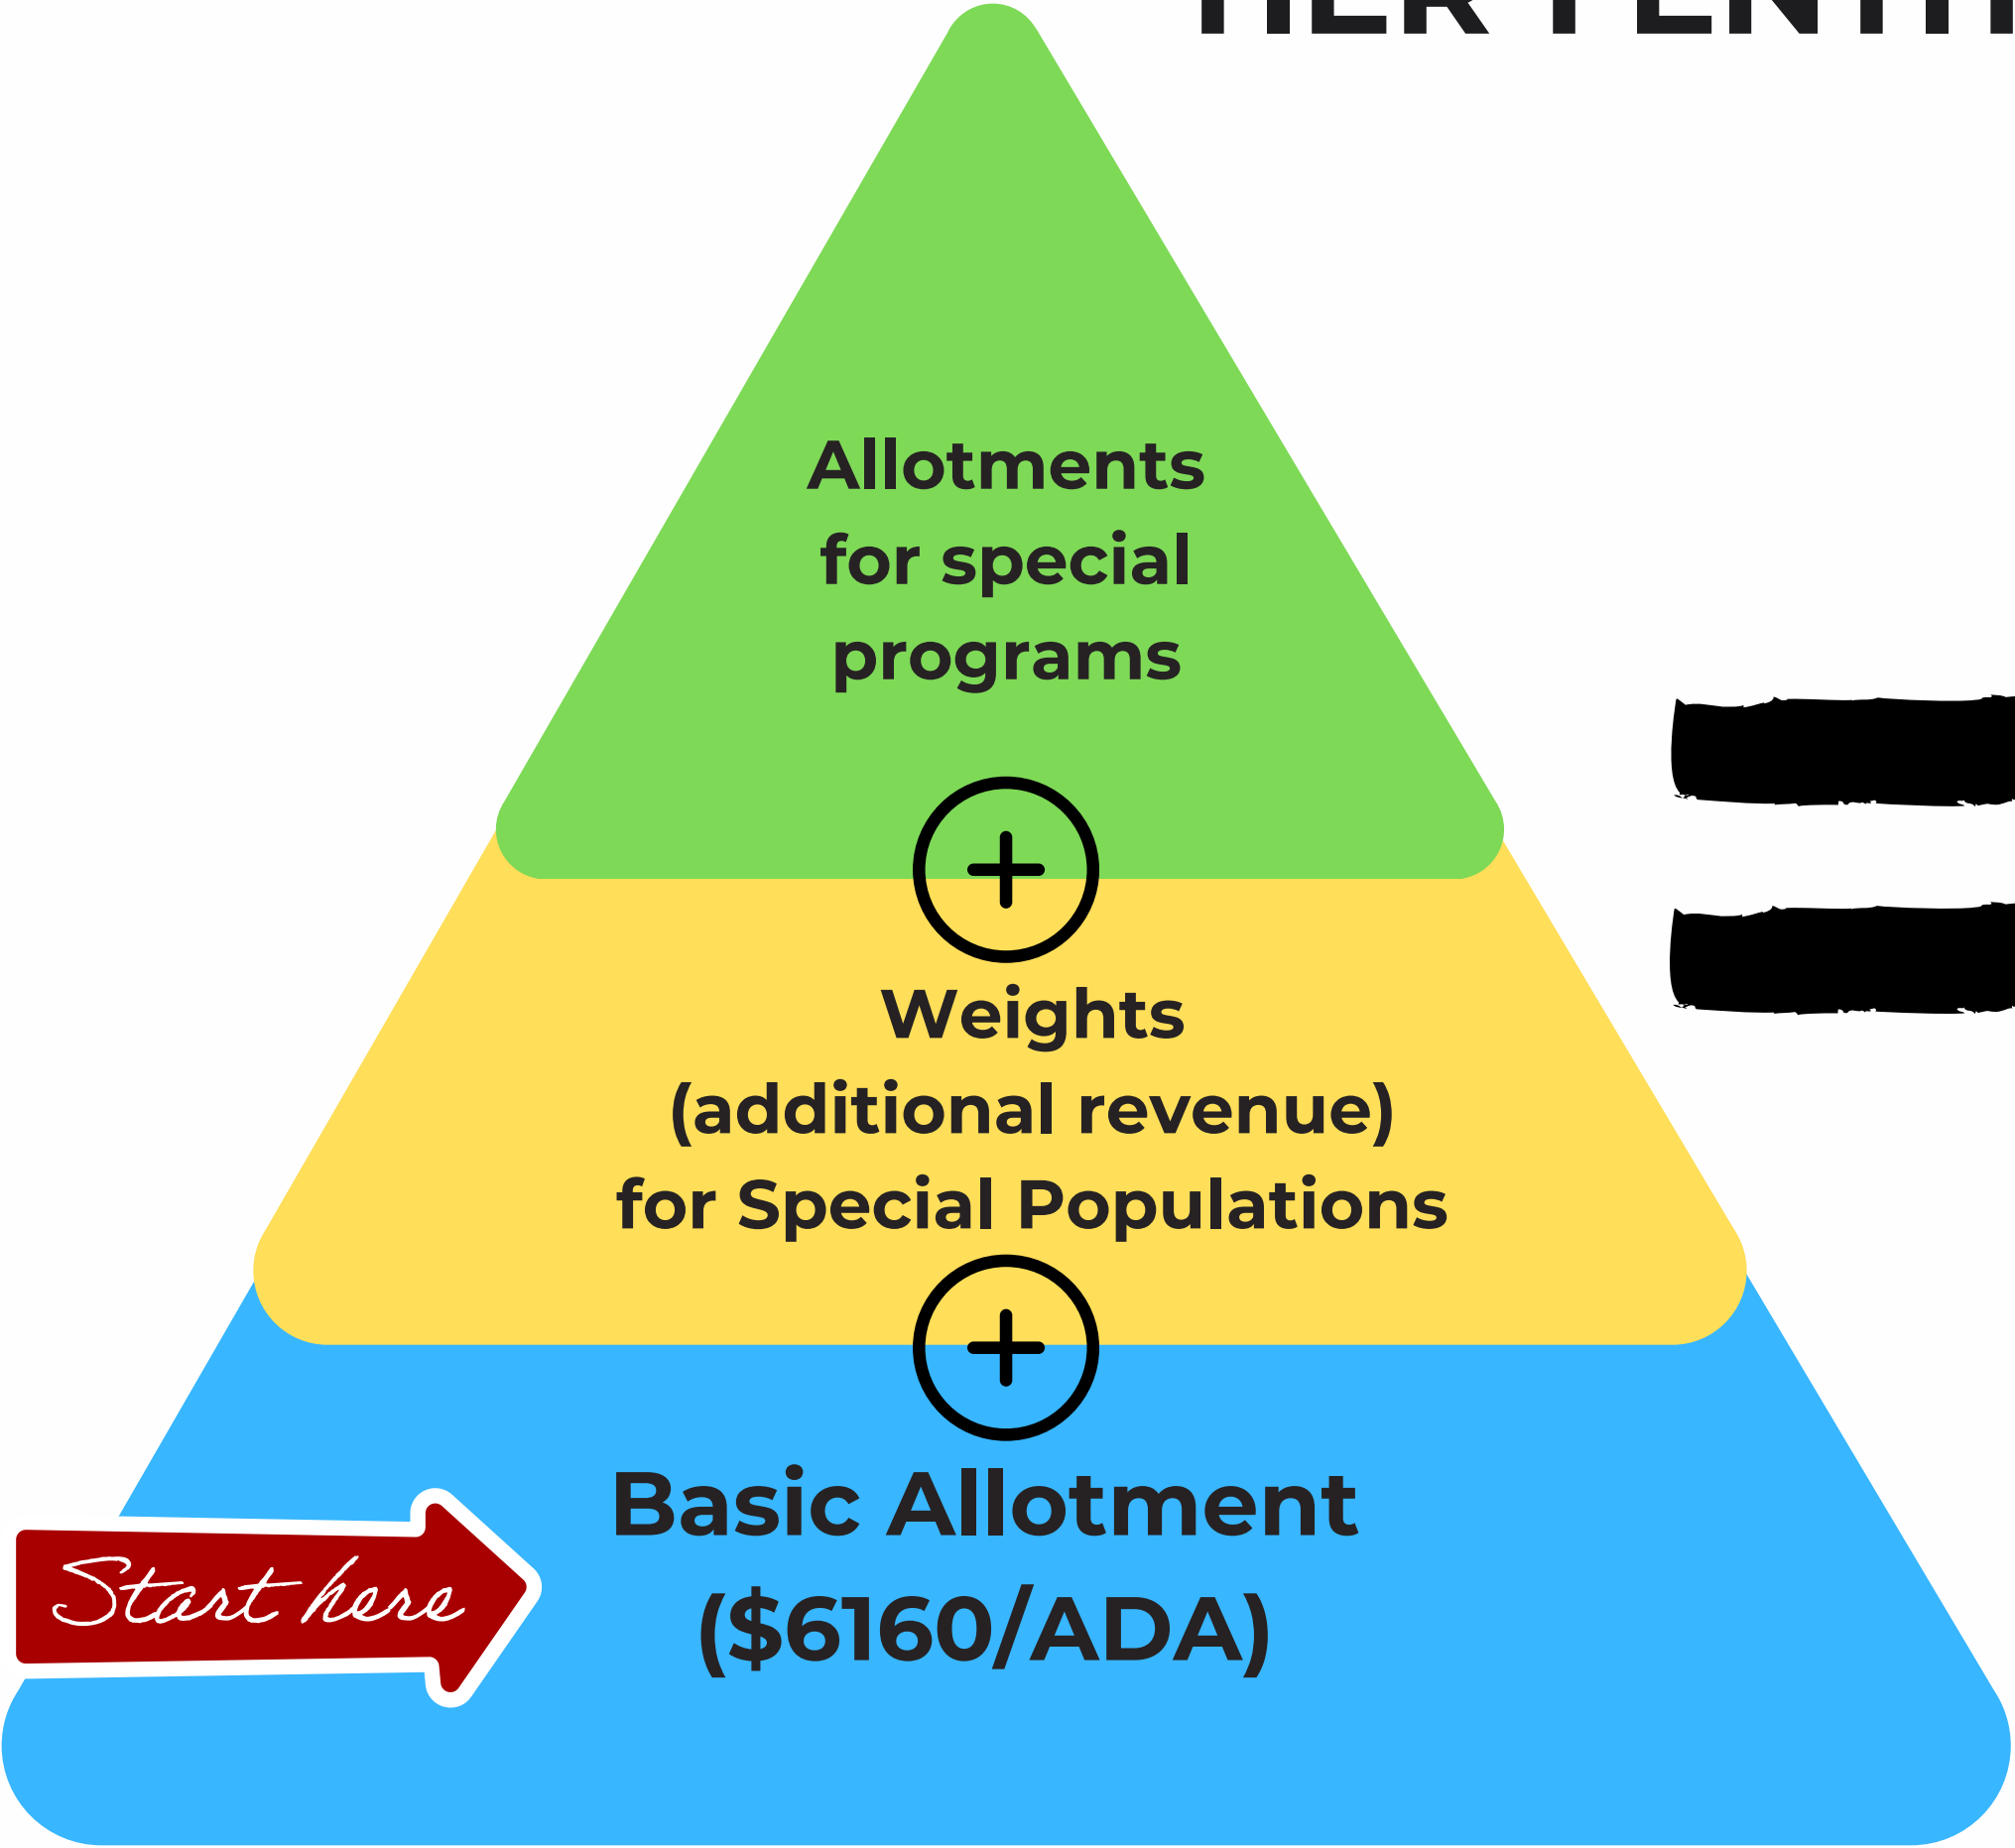 Allotments
for special
programs
Weights
(additional revenue)
for Special Populations
Basic Allotment
($6160/ADA)
Start here